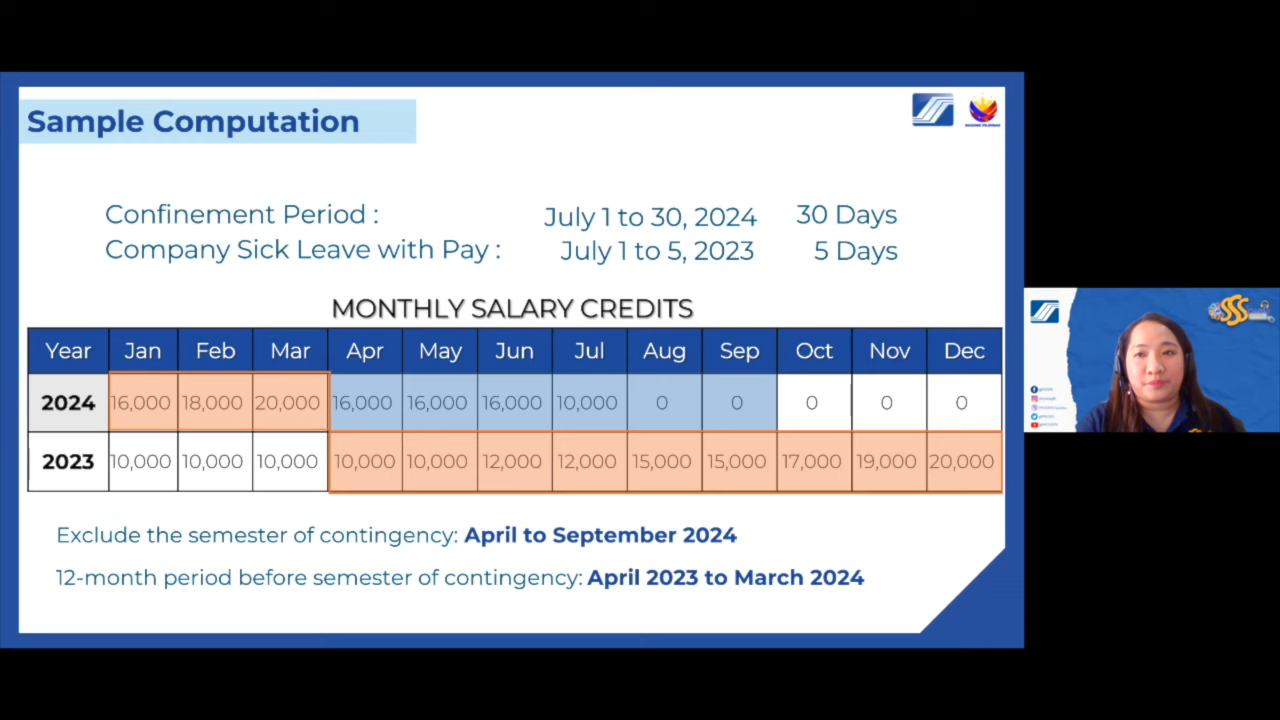 Sample Computation
Confinement Period : July 1 to 30, 2024 30 Days
Company Sick Leave with Pay : July 1 to 5, 2023 5 Days
MONTHLY SALARY CREDITS
Year Jan Feb Mar Apr May Jun Jul Aug Sep Oct Nov Dec
2024 16,000 18,000 20,000 16,000 16,000 16,000 10,000 0 0 0 0 0
2023 10,000 10,000 10,000 10,000 10,000 12,000 12,000 15,000 15,000 17,000 19,000 20,000
Exclude the semester of contingency: April to September 2024
12-month period before semester of contingency: April 2023 to March 2024
SSS